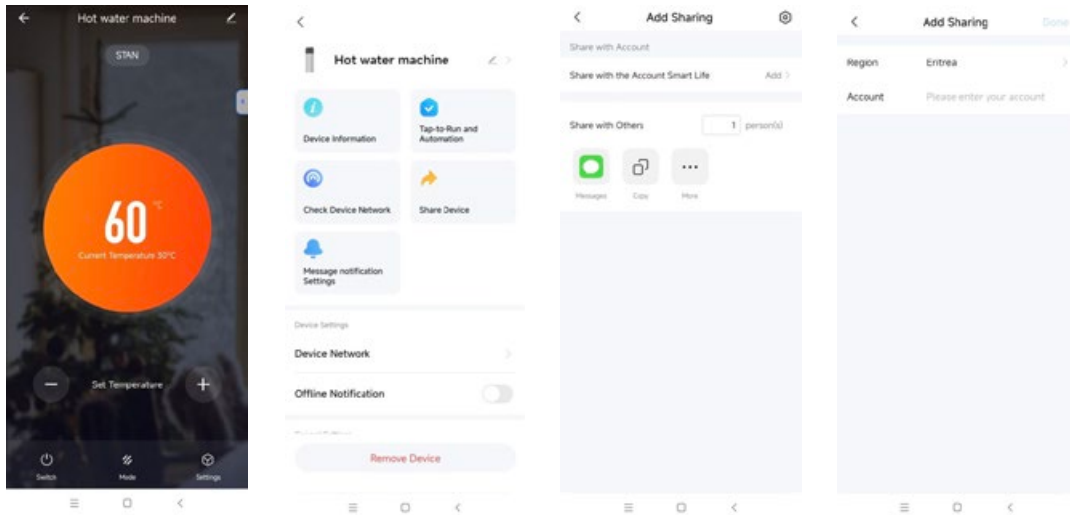 Hot water machine
STAN
60 °C
Current Temperature 30°C
Set Temperature
Switch
Mode
Settings
Hot water machine
Device Information
Tap-to-Run and
Automation
Check Device Network
Share Device
Message notification
Settings
Device Settings
Device Network
Offline Notification
Remove Device
Add Sharing
Share with Account
Share with the Account Smart Life
Add
Share with Others
1 person(s)
Messages
Copy
More
Add Sharing
Done
Region
Eritrea
Account
Please enter your account